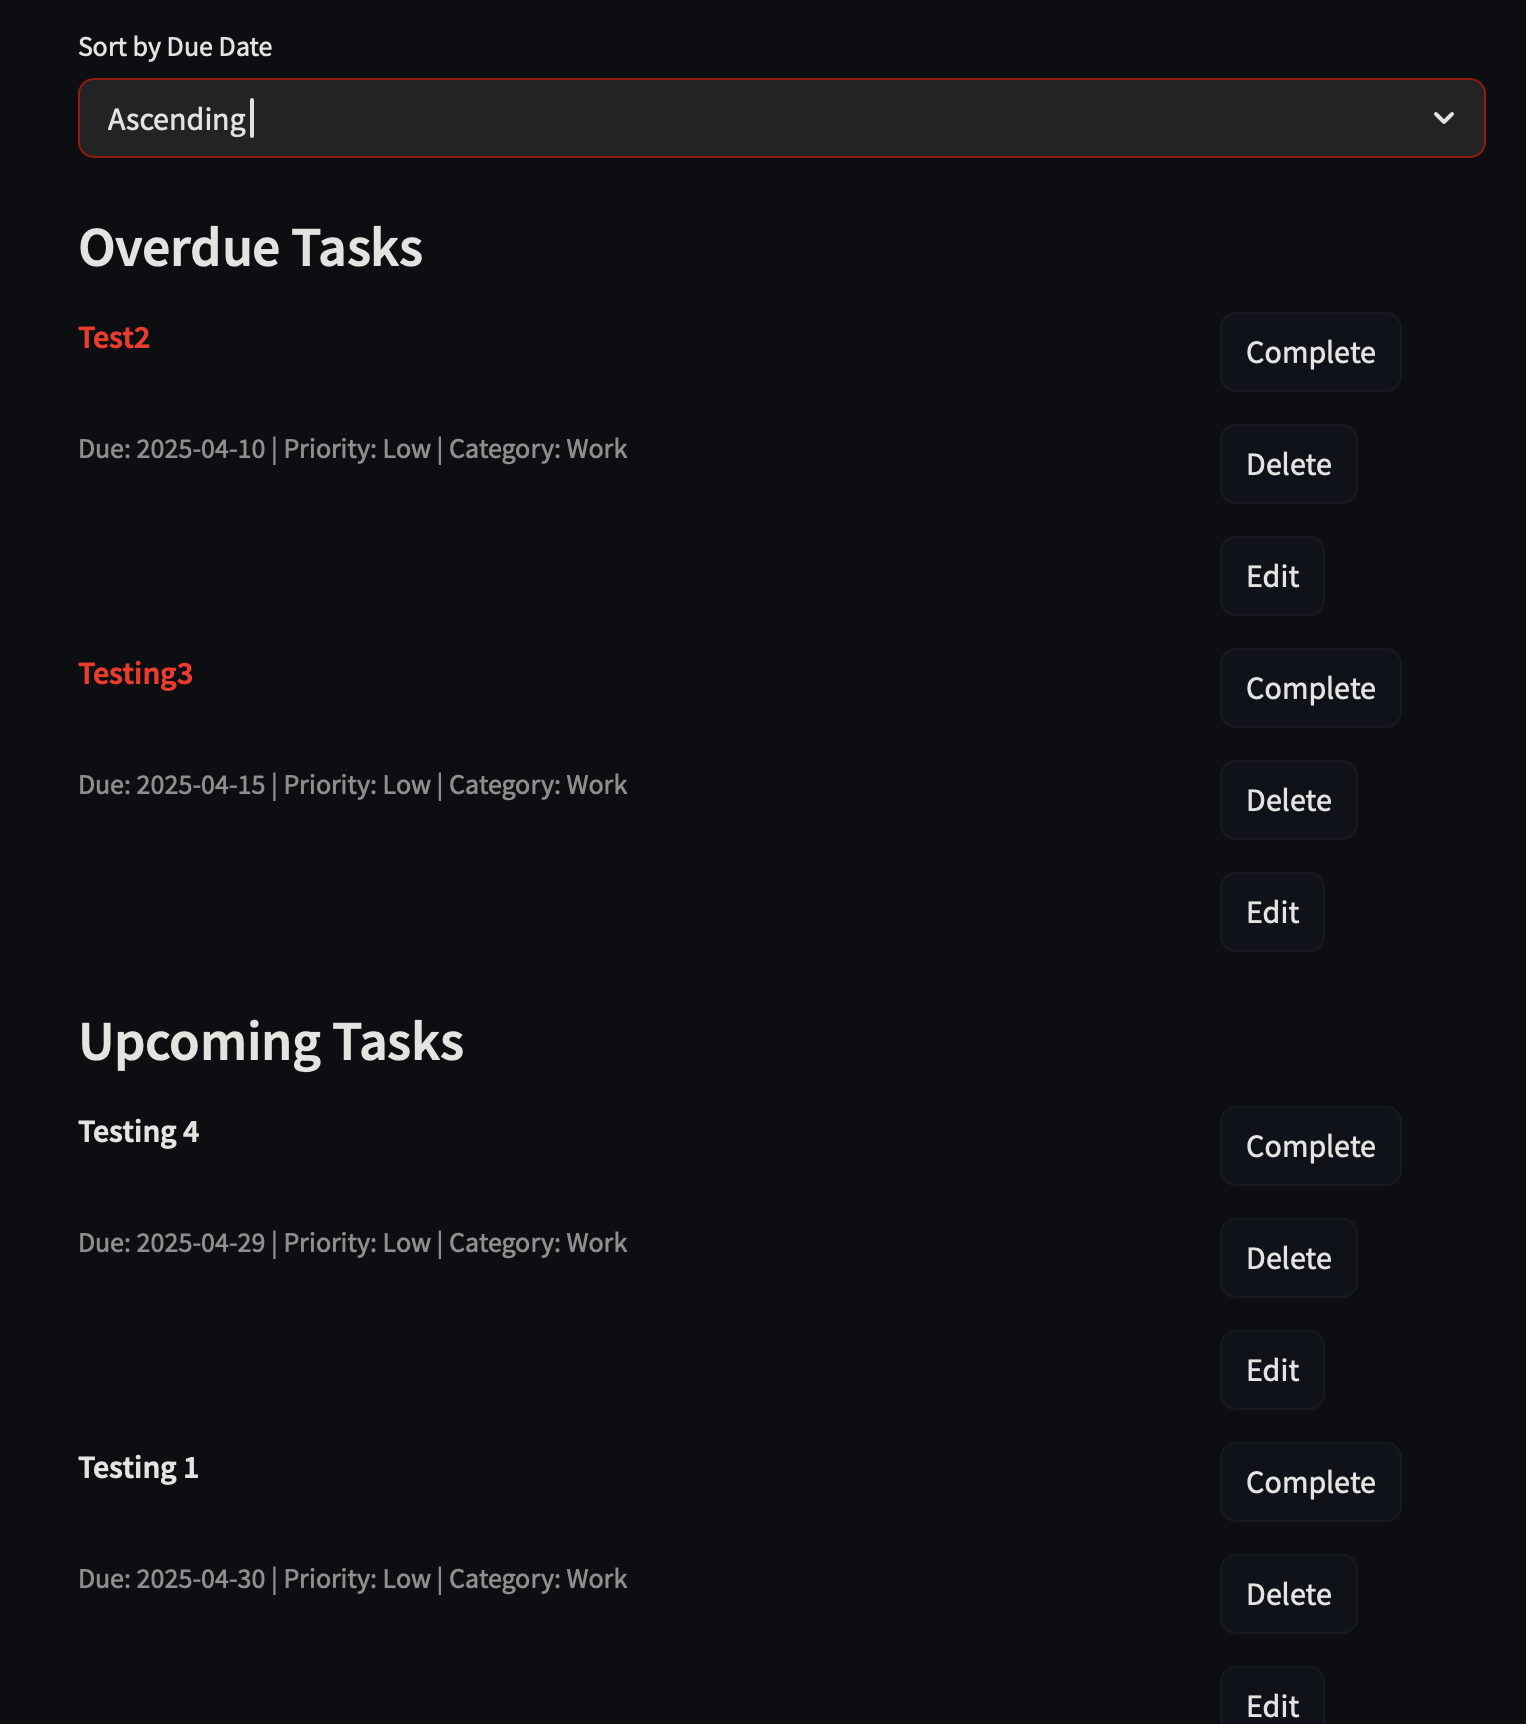 Sort by Due Date
Ascending
Overdue Tasks
Test2
Complete
Due: 2025-04-10 | Priority: Low | Category: Work
Delete
Edit
Testing3
Complete
Due: 2025-04-15 | Priority: Low | Category: Work
Delete
Edit
Upcoming Tasks
Testing 4
Complete
Due: 2025-04-29 | Priority: Low | Category: Work
Delete
Edit
Testing 1
Complete
Due: 2025-04-30 | Priority: Low | Category: Work
Delete
Edit